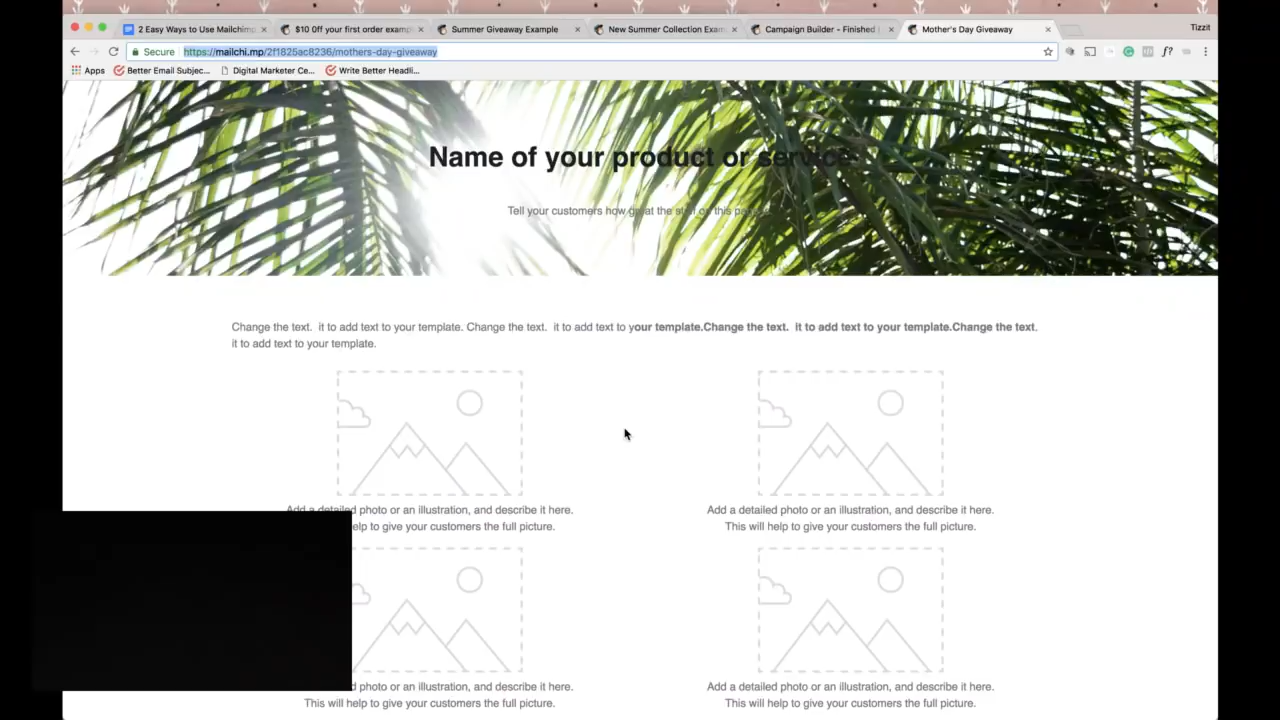 2 Easy Ways to Use Mailchimp
$10 Off your first order examp
Summer Giveaway Example
New Summer Collection Exam
Campaign Builder - Finished
Mother's Day Giveaway
Tizzit
Secure
https://mailchi.mp/2f1825ac8236/mothers-day-giveaway
f?
Apps
Better Email Subjec...
Digital Marketer Ce...
Write Better Headli...
Name of your product or service
Tell your customers how great the stuff on this page
Change the text. it to add text to your template. Change the text. it to add text to your template.Change the text. it to add text to your template.Change the text.
it to add text to your template.
Add a detailed photo or an illustration, and describe it here.
elp to give your customers the full picture.
Add a detailed photo or an illustration, and describe it here.
This will help to give your customers the full picture.
d photo or an illustration, and describe it here.
This will help to give your customers the full picture.
Add a detailed photo or an illustration, and describe it here.
This will help to give your customers the full picture.